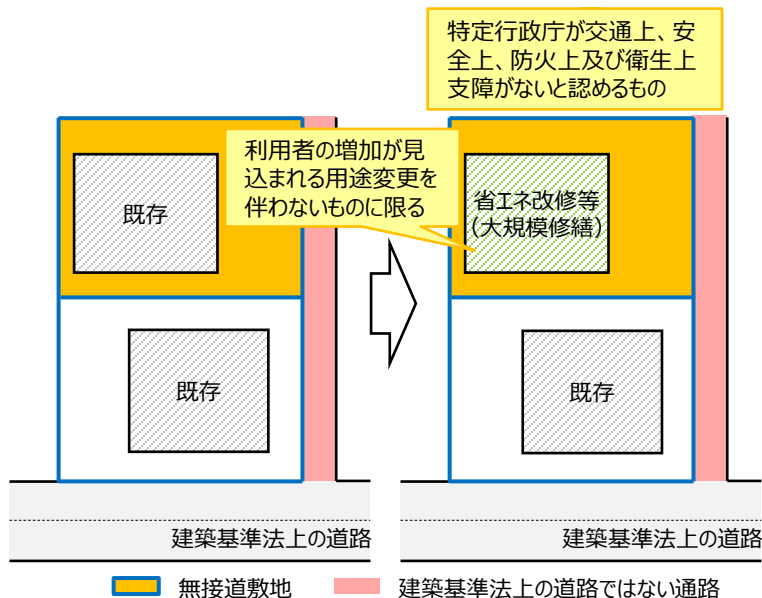 特定行政庁が交通上、安
全上、防火上及び衛生上
支障がないと認めるもの
利用者の増加が見
込まれる用途変更を
伴わないものに限る
既存
省エネ改修等
（大規模修繕）
既存
既存
建築基準法上の道路
建築基準法上の道路
無接道敷地
建築基準法上の道路ではない通路